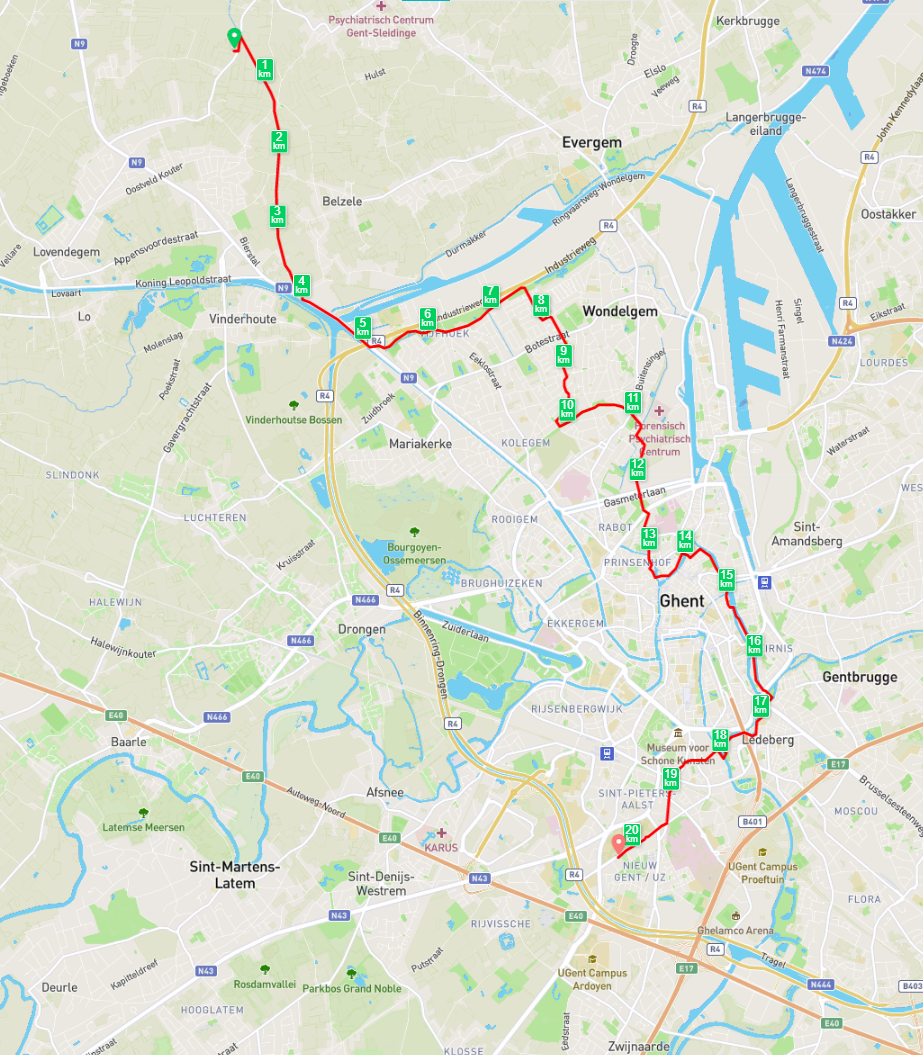 Psychiatrisch Centrum
Gent-Sleidinge
Kerkbrugge
N9
Droogte
1
km
Hulst
Elslo
Veeweg
N474
R4
John-Kennedylaan
2
km
Evergem
Langerbrugge-
eiland
N9
R4
Oostveld Kouter
Ringvaartweg-Wondelgem
Langerbruggestraat
Belzele
3
km
Oostakker
R4
Appensvoordestraat
Bierstal
Durmakker
Lovendegem
Industrieweg
Koning Leopoldstraat
N9
4
km
Lovaart
7
km
8
km
R4
Industrieweg
Singel
Henri Farmanstraat
Lo
Vinderhoute
5
km
6
km
Wondelgem
Eikstraat
Molenslag
R4
Botestraat
N424
9
km
Eeklostraat
Buitensingel
LOURDES
Poekstraat
N9
R4
Zuidbroek
Gavergrachtstraat
Vinderhoutse Bossen
10
km
11
km
Forensisch
Psychiatrisch
Centrum
Mariakerke
KOLEGEM
Waterstraat
SLINDONK
12
km
Gasmeterlaan
LUCHTEREN
ROOIGEM
RABOT
Sint-
Amandsberg
Kruisstraat
Bourgoyen-
Ossemeersen
13
km
14
km
PRINSENHOF
BRUGHUIZEKEN
15
km
R4
HALEWIJN
N466
Ghent
Drongen
Zuiderlaan
EKKERGEM
Halewijnkouter
N466
Binnenring-Drongen
16
km
Gentbrugge
E40
N466
RIJSENBERGWIJK
17
km
R4
Baarle
18
km
Ledeberg
Museum voor
Schone Kunsten
E17
E40
19
km
Afsnee
Autoweg-Noord
SINT-PIETERS-
AALST
Brusselsesteenweg
Latemse Meersen
MOSCOU
B401
20
km
KARUS
E40
Sint-Martens-
Latem
NIEUW
GENT / UZ
UGent Campus
Proeftuin
R4
Sint-Denijs-
Westrem
N43
FLORA
N43
E40
RIJVISSCHE
Ghelamco Arena
R4
Putstraat
Tragel
Kapitteldreef
N43
E17
UGent Campus
Ardoyen
Deurle
Rosdamvallei
Parkbos Grand Noble
N444
B403
HOOGLATEM
E40
KLOSSE
Zwijnaarde